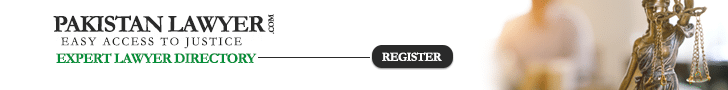 PAKISTAN LAWYER.COM
EASY ACCESS TO JUSTICE
EXPERT LAWYER DIRECTORY
REGISTER